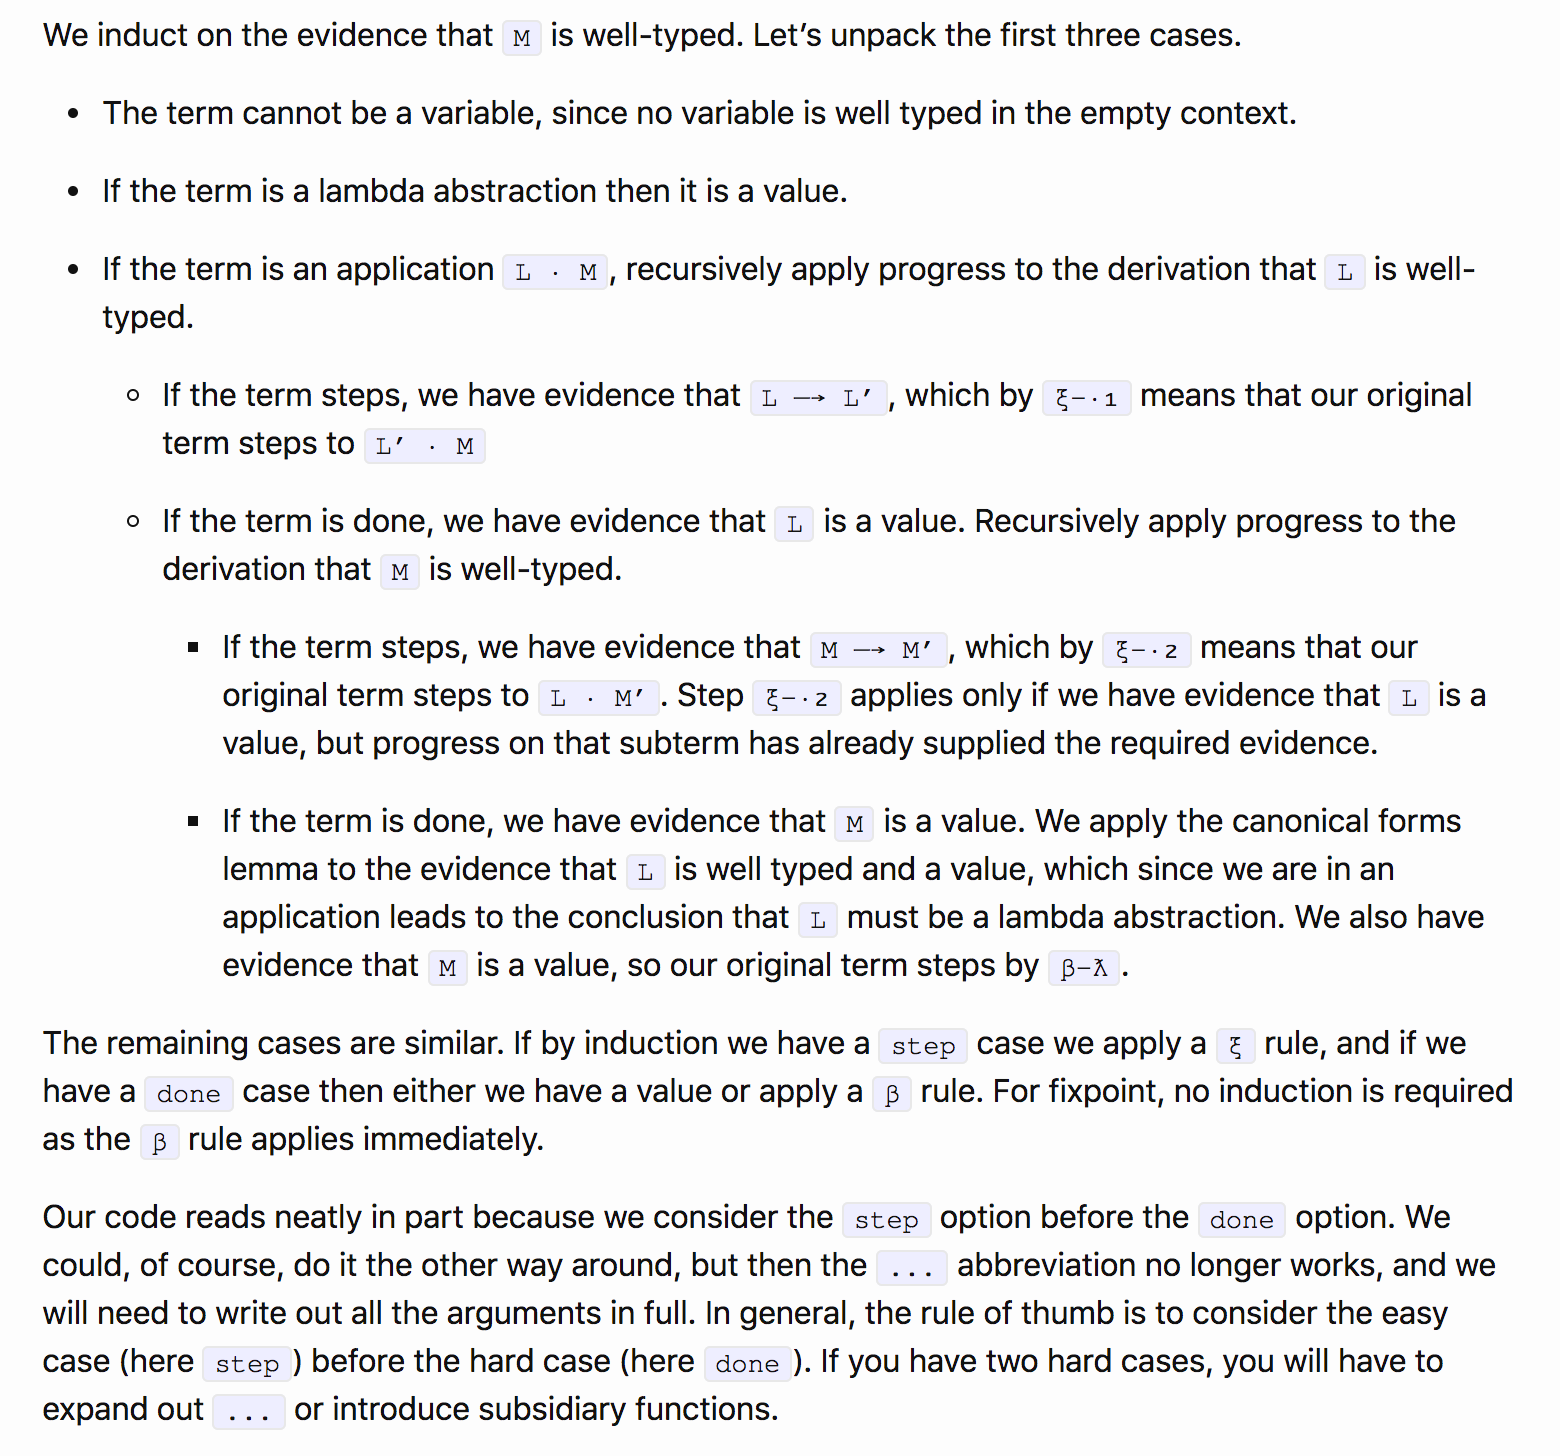 We induct on the evidence that M is well-typed. Let’s unpack the first three cases.
• The term cannot be a variable, since no variable is well typed in the empty context.
• If the term is a lambda abstraction then it is a value.
• If the term is an application L · M, recursively apply progress to the derivation that L is well-
typed.
◦ If the term steps, we have evidence that L —→ L′, which by ξ-·₁ means that our original
term steps to L′ · M
◦ If the term is done, we have evidence that L is a value. Recursively apply progress to the
derivation that M is well-typed.
▪ If the term steps, we have evidence that M —→ M′, which by ξ-·₂ means that our
original term steps to L · M′. Step ξ-·₂ applies only if we have evidence that L is a
value, but progress on that subterm has already supplied the required evidence.
▪ If the term is done, we have evidence that M is a value. We apply the canonical forms
lemma to the evidence that L is well typed and a value, which since we are in an
application leads to the conclusion that L must be a lambda abstraction. We also have
evidence that M is a value, so our original term steps by β-ƛ.
The remaining cases are similar. If by induction we have a step case we apply a ξ rule, and if we
have a done case then either we have a value or apply a β rule. For fixpoint, no induction is required
as the β rule applies immediately.
Our code reads neatly in part because we consider the step option before the done option. We
could, of course, do it the other way around, but then the ... abbreviation no longer works, and we
will need to write out all the arguments in full. In general, the rule of thumb is to consider the easy
case (here step) before the hard case (here done). If you have two hard cases, you will have to
expand out ... or introduce subsidiary functions.